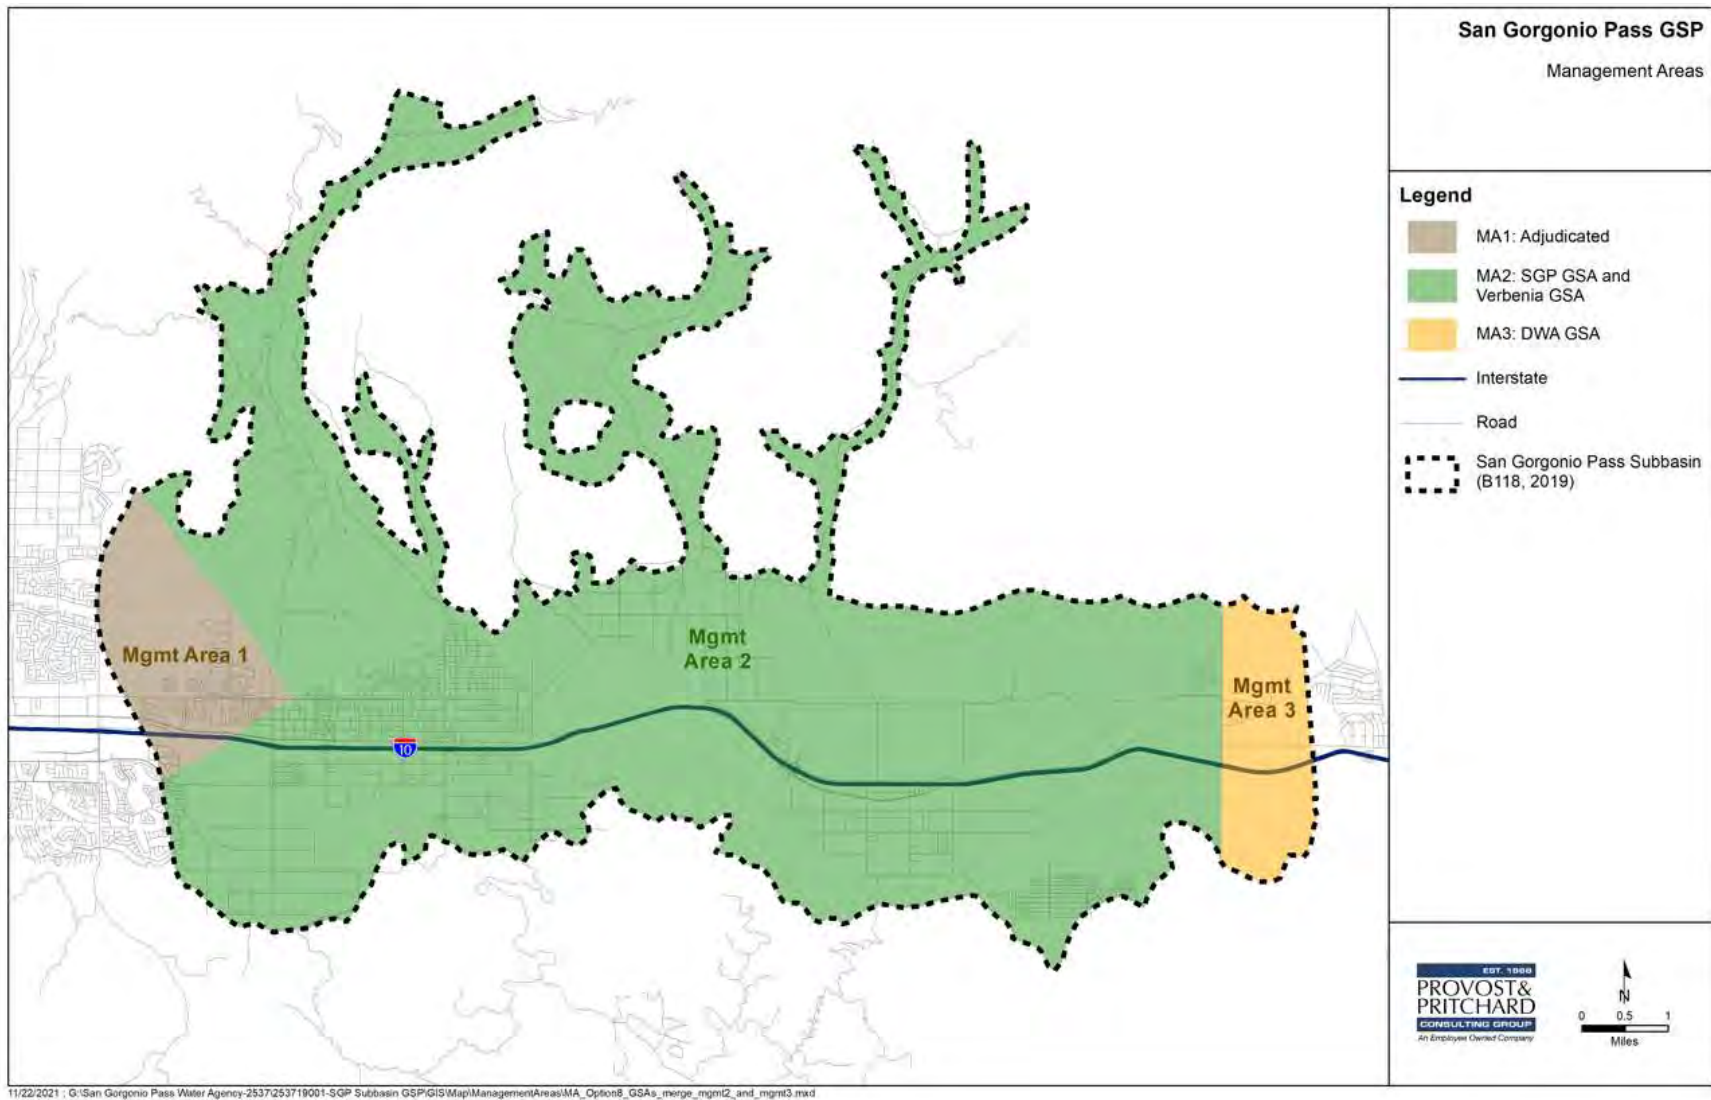 San Gorgonio Pass GSP
Management Areas
Legend
MA1: Adjudicated
MA2: SGP GSA and
Verbenia GSA
MA3: DWA GSA
Interstate
Road
San Gorgonio Pass Subbasin
(B118, 2019)
Mgmt Area 1
Mgmt
Area 2
Mgmt
Area 3
10
EST. 1968
PROVOST&
PRITCHARD
CONSULTING GROUP
An Employee Owned Company
N
0 0.5 1
Miles
11/22/2021 : G:\San Gorgonio Pass Water Agency-2537\253719001-SGP Subbasin GSP\GIS\Map\ManagementAreas\MA_Option8_GSAs_merge_mgmt2_and_mgmt3.mxd